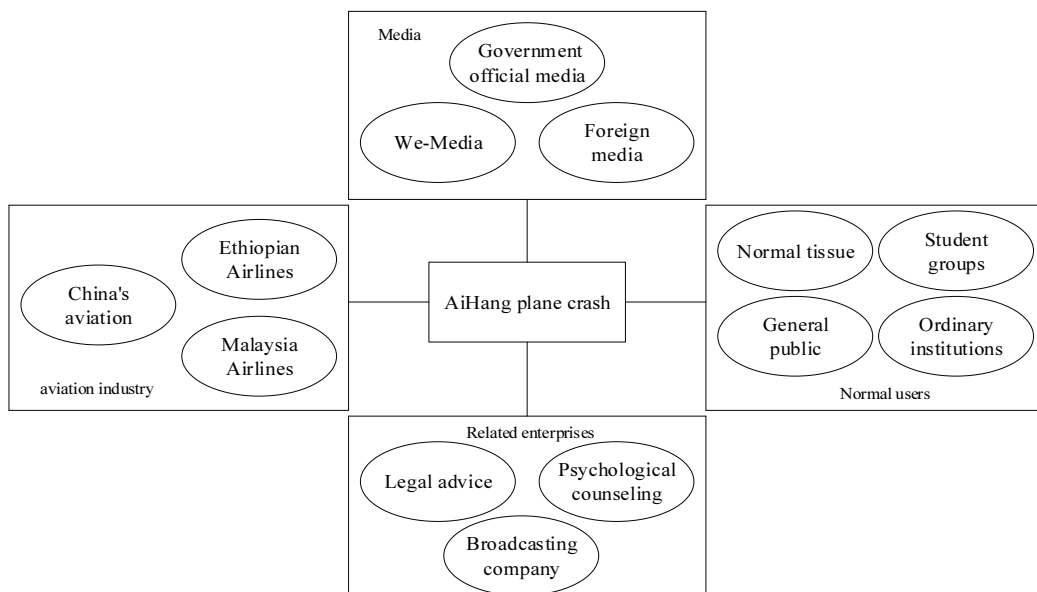 Media
Government
official media
We-Media
Foreign
media
Ethiopian
Airlines
China's
aviation
Malaysia
Airlines
aviation industry
AiHang plane crash
Normal tissue
Student
groups
General
public
Ordinary
institutions
Normal users
Related enterprises
Legal advice
Psychological
counseling
Broadcasting
company